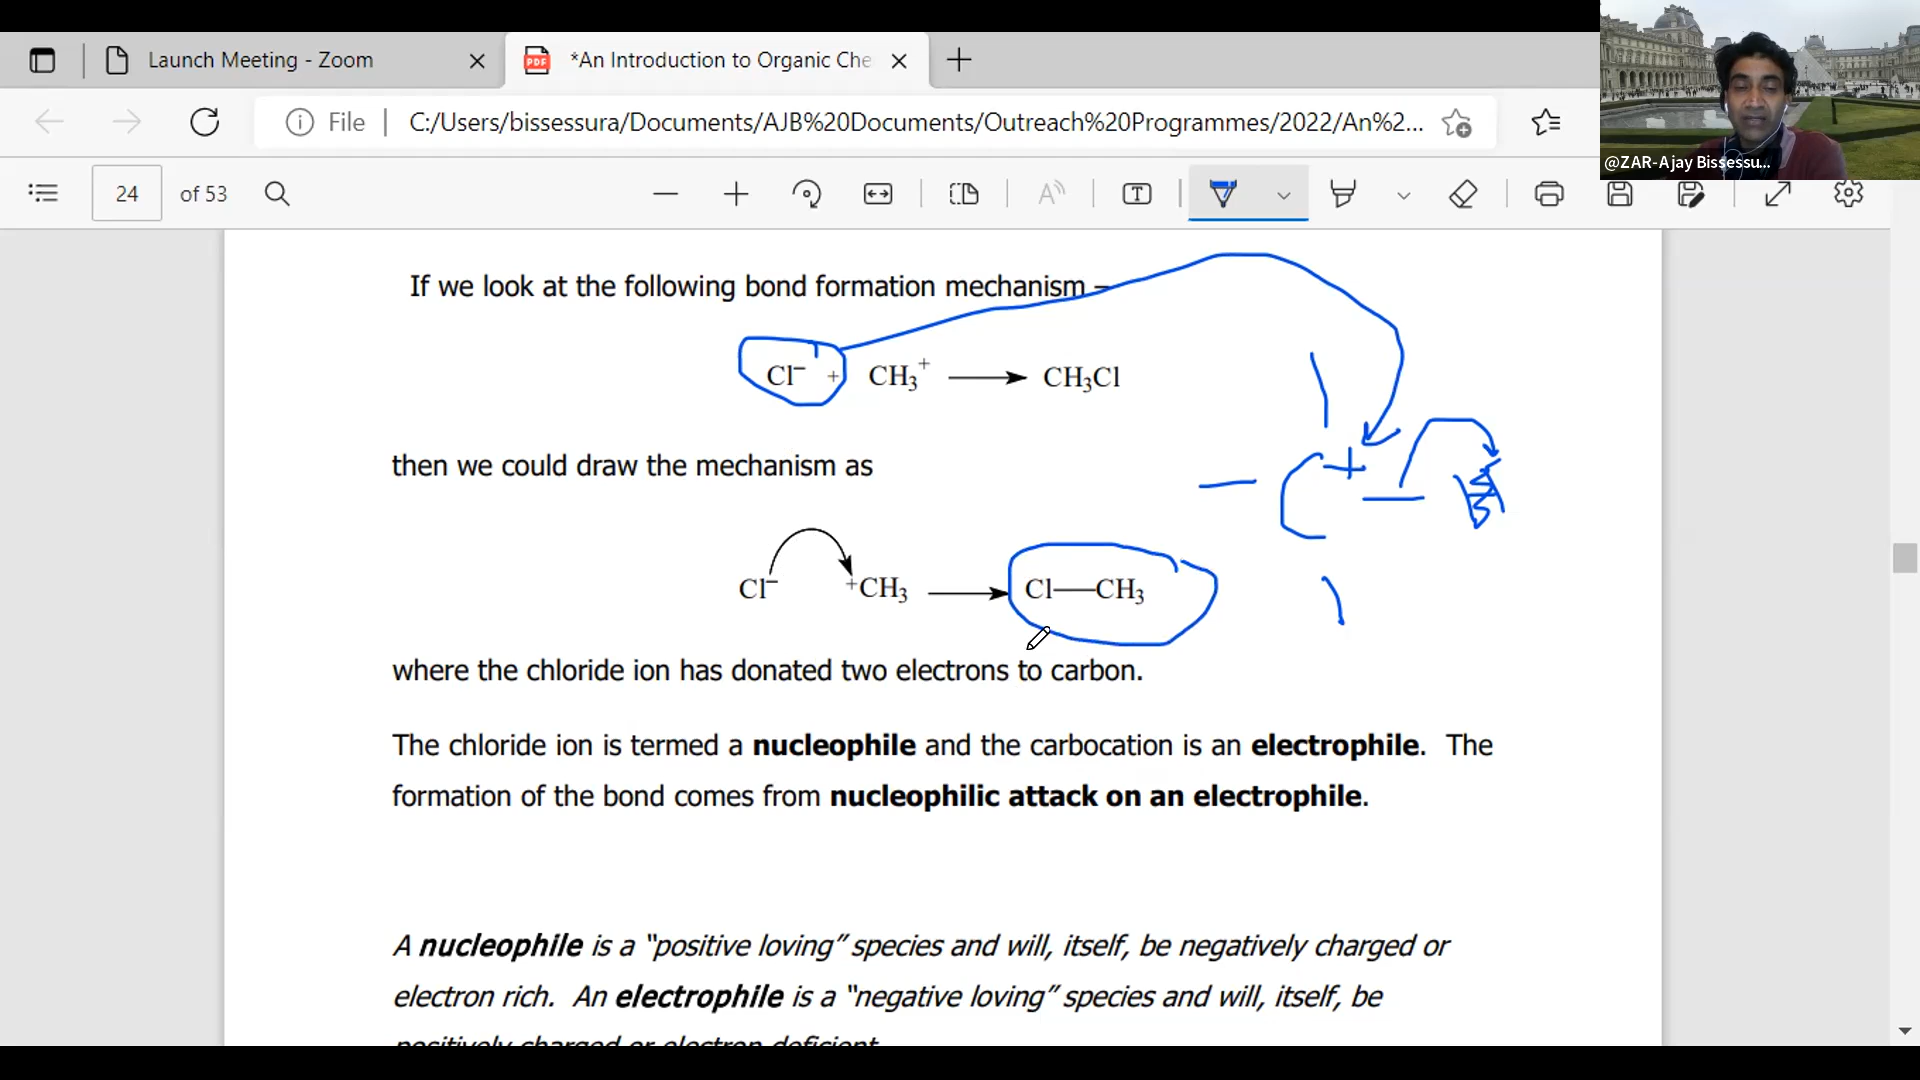 Launch Meeting - Zoom
*An Introduction to Organic Che
File
C:/Users/bissessura/Documents/AJB%20Documents/Outreach%20Programmes/2022/An%2...
@ZAR-Ajay Bissessu...
24 of 53
If we look at the following bond formation mechanism –
Cl⁻ + CH₃⁺ ⟶ CH₃Cl
C +
then we could draw the mechanism as
Cl⁻ ⁺CH₃ ⟶ Cl—CH₃
where the chloride ion has donated two electrons to carbon.
The chloride ion is termed a nucleophile and the carbocation is an electrophile. The
formation of the bond comes from nucleophilic attack on an electrophile.
A nucleophile is a “positive loving” species and will, itself, be negatively charged or
electron rich. An electrophile is a “negative loving” species and will, itself, be
positively charged or electron deficient